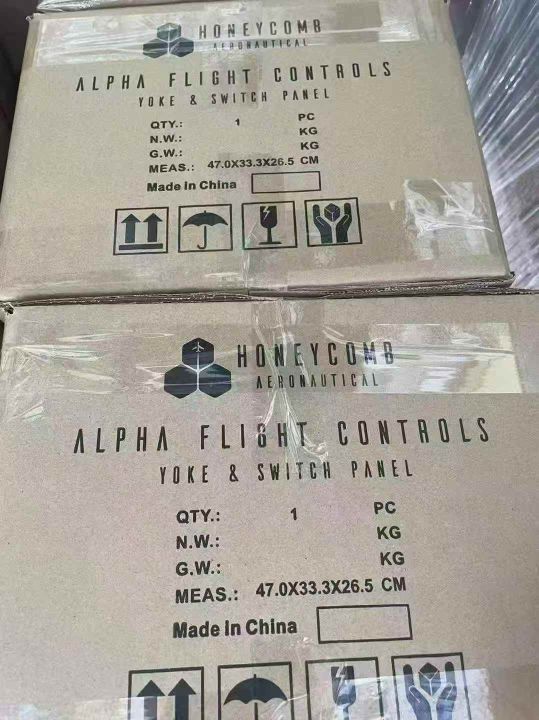 HONEYCOMB
AERONAUTICAL
ALPHA FLIGHT CONTROLS
YOKE & SWITCH PANEL
QTY.: 1 PC
N.W.: KG
G.W.: KG
MEAS.: 47.0X33.3X26.5 CM
Made in China
HONEYCOMB
AERONAUTICAL
ALPHA FLIGHT CONTROLS
YOKE & SWITCH PANEL
QTY.: 1 PC
N.W.: KG
G.W.: KG
MEAS.: 47.0X33.3X26.5 CM
Made in China